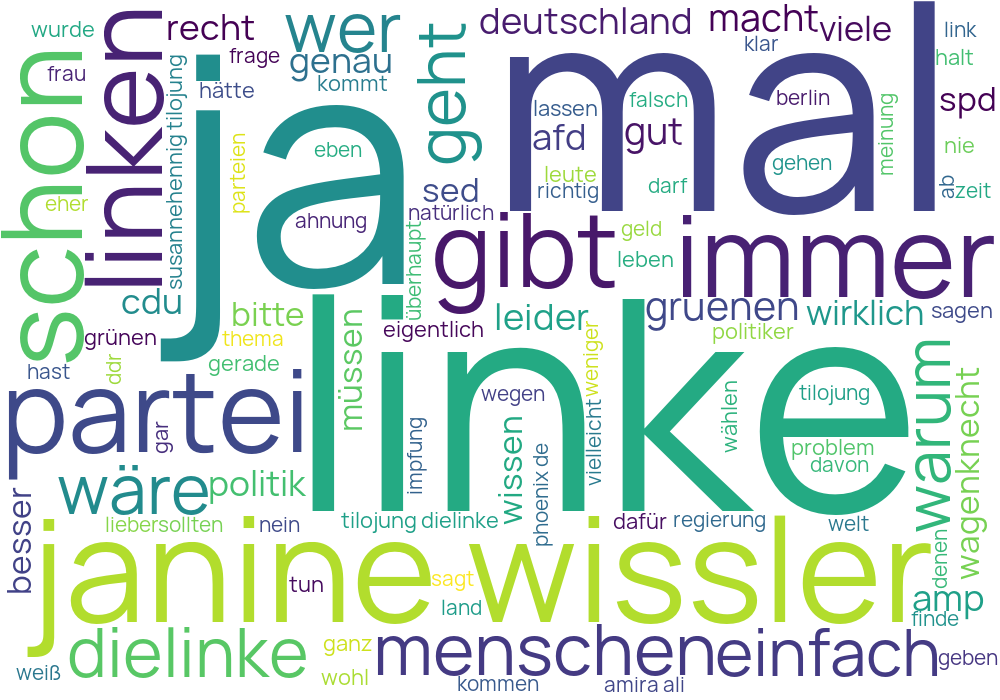 wurde
recht
wer
deutschland
macht
viele
link
frau
frage
genau
kommt
klar
halt
schon
linken
susannehennig tilojung
hätte
geht
mal
lassen
falsch
berlin
spd
ja
afd
gut
meinung
nie
eher
parteien
eben
leute
richtig
darf
gehen
ab
zeit
ahnung
sed
natürlich
überhaupt
gibt
geld
leben
immer
cdu
bitte
leider
gruenen
wirklich
sagen
grünen
thema
eigentlich
politiker
hast
ddr
gerade
müssen
linke
weniger
warum
wagenknecht
partei
gar
wegen
wählen
tilojung
problem
davon
wäre
politik
impfung
wissen
phoenix de
vielleicht
besser
liebersollten
nein
tilojung dielinke
dafür
regierung
welt
janine wissler
denen
tun
sagt
land
amp
finde
dielinke
ganz
menschen
einfach
geben
weiß
wohl
kommen
amira ali